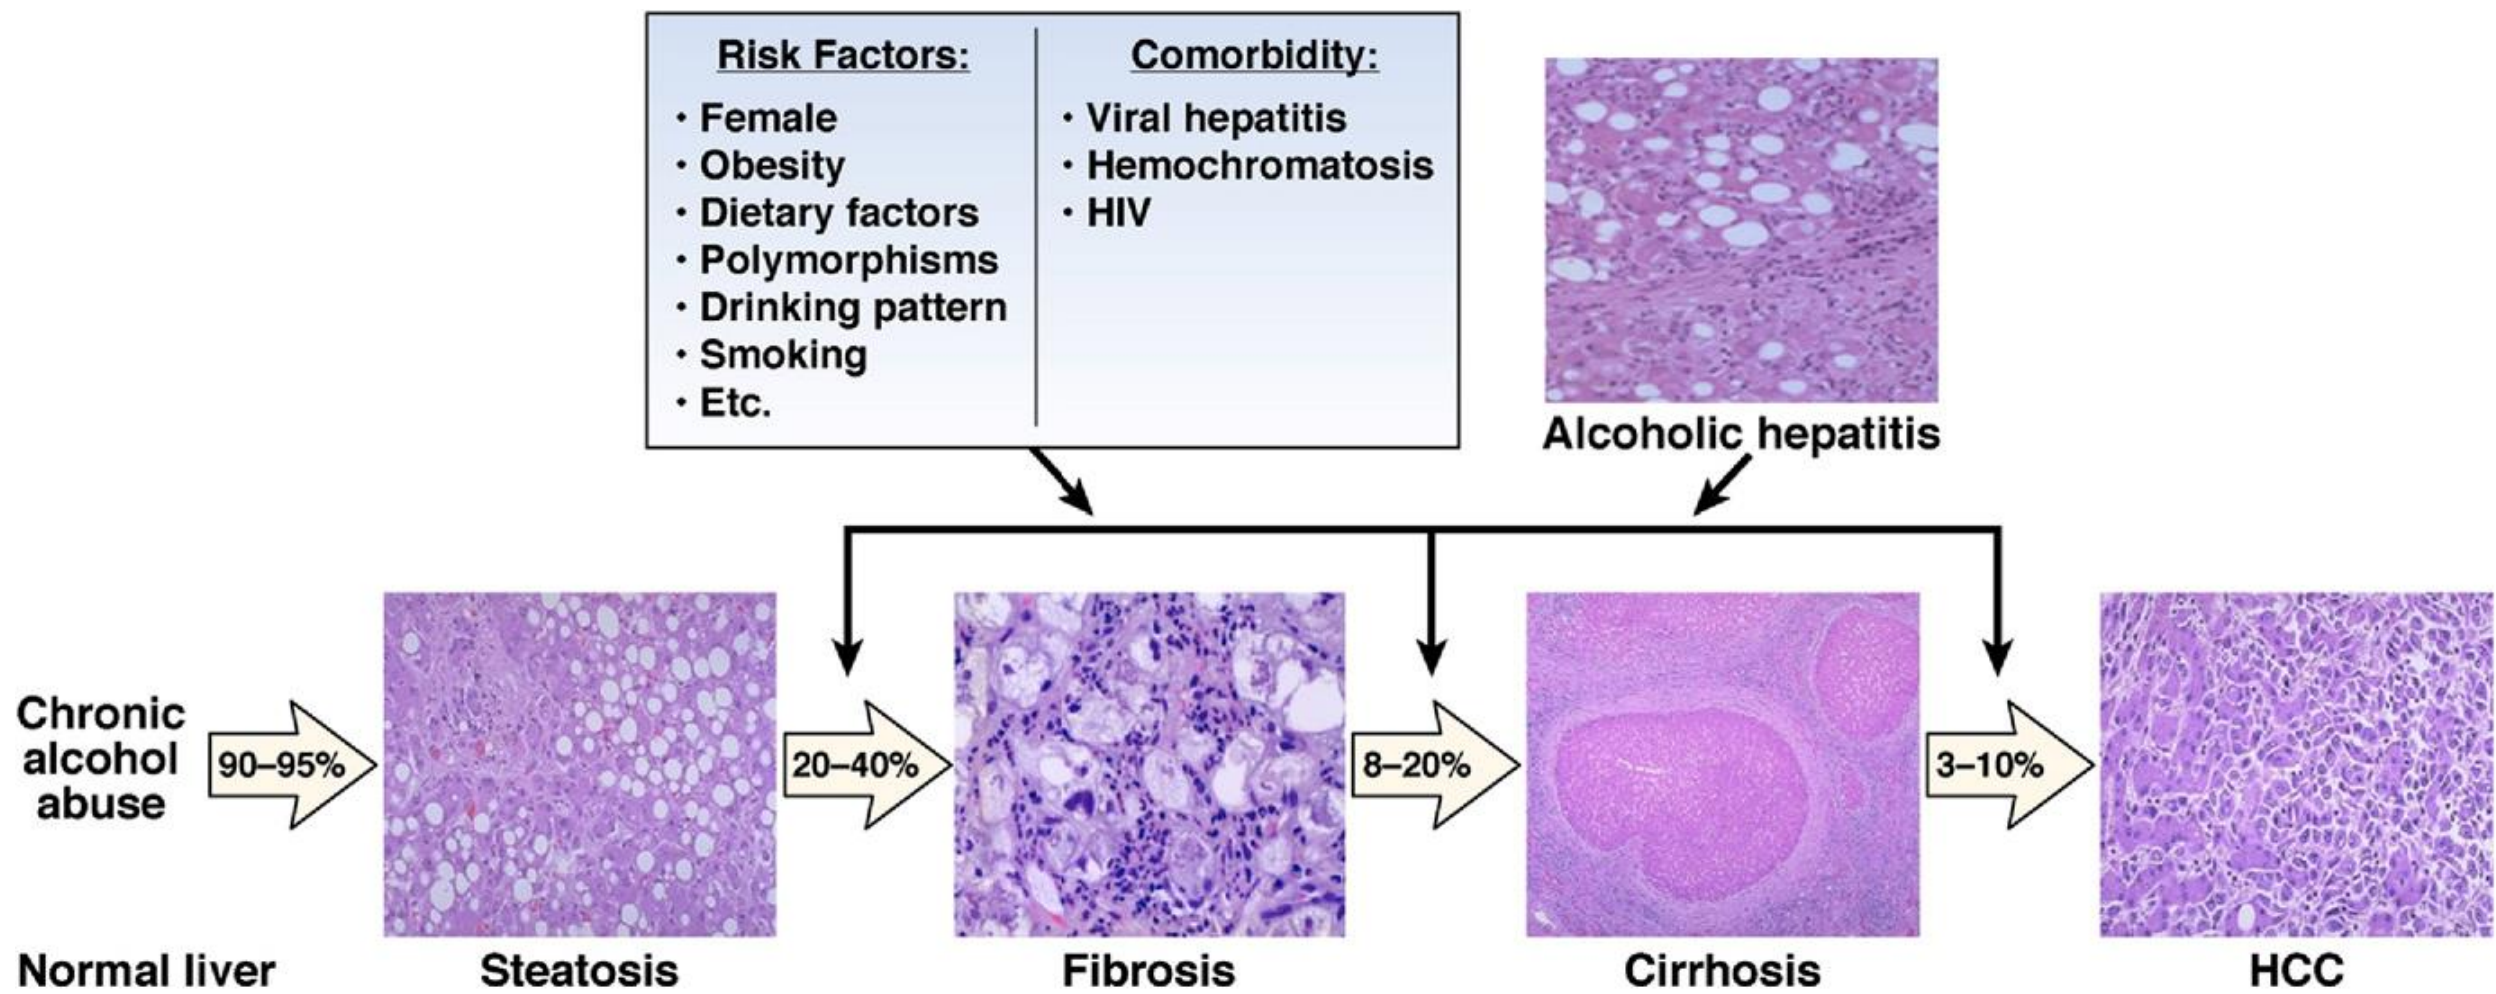 Risk Factors:
· Female
· Obesity
· Dietary factors
· Polymorphisms
· Drinking pattern
· Smoking
· Etc.
Comorbidity:
· Viral hepatitis
· Hemochromatosis
· HIV
Alcoholic hepatitis
Chronic
alcohol
abuse
90–95%
20–40%
8–20%
3–10%
Normal liver
Steatosis
Fibrosis
Cirrhosis
HCC